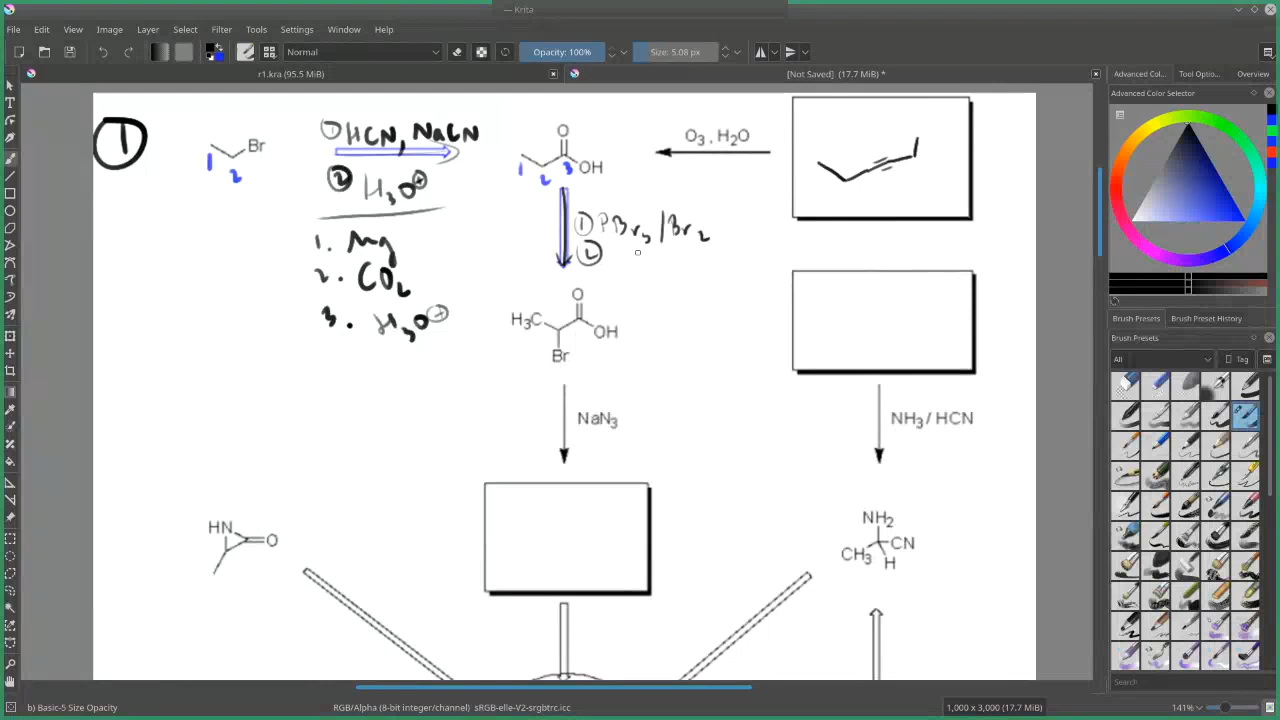 — Krita
File Edit View Image Layer Select Filter Tools Settings Window Help
Normal
Opacity: 100%
Size: 5.08 px
r1.kra (95.5 MiB)
[Not Saved] (17.7 MiB) *
Advanced Col...
Tool Optio...
Overview
Advanced Color Selector
①
Br
1
2
① HCN, NaCN
② H₃O⊕
1. Mg
2. CO₂
3. H₃O⊕
O
OH
1
2
3
O₃, H₂O
① PBr₃/Br₂
②
O
H₃C
OH
Br
NaN₃
NH₃ / HCN
HN
O
NH₂
CH₃
CN
H
Brush Presets
Brush Preset History
Brush Presets
All
Tag
Search
b) Basic-5 Size Opacity
RGB/Alpha (8-bit integer/channel) sRGB-elle-V2-srgbtrc.icc
1,000 x 3,000 (17.7 MiB)
141%